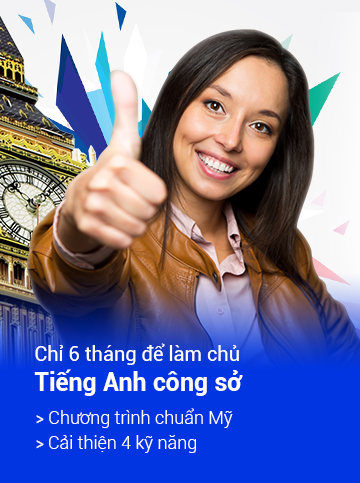 Chỉ 6 tháng để làm chủ
Tiếng Anh công sở
> Chương trình chuẩn Mỹ
> Cải thiện 4 kỹ năng